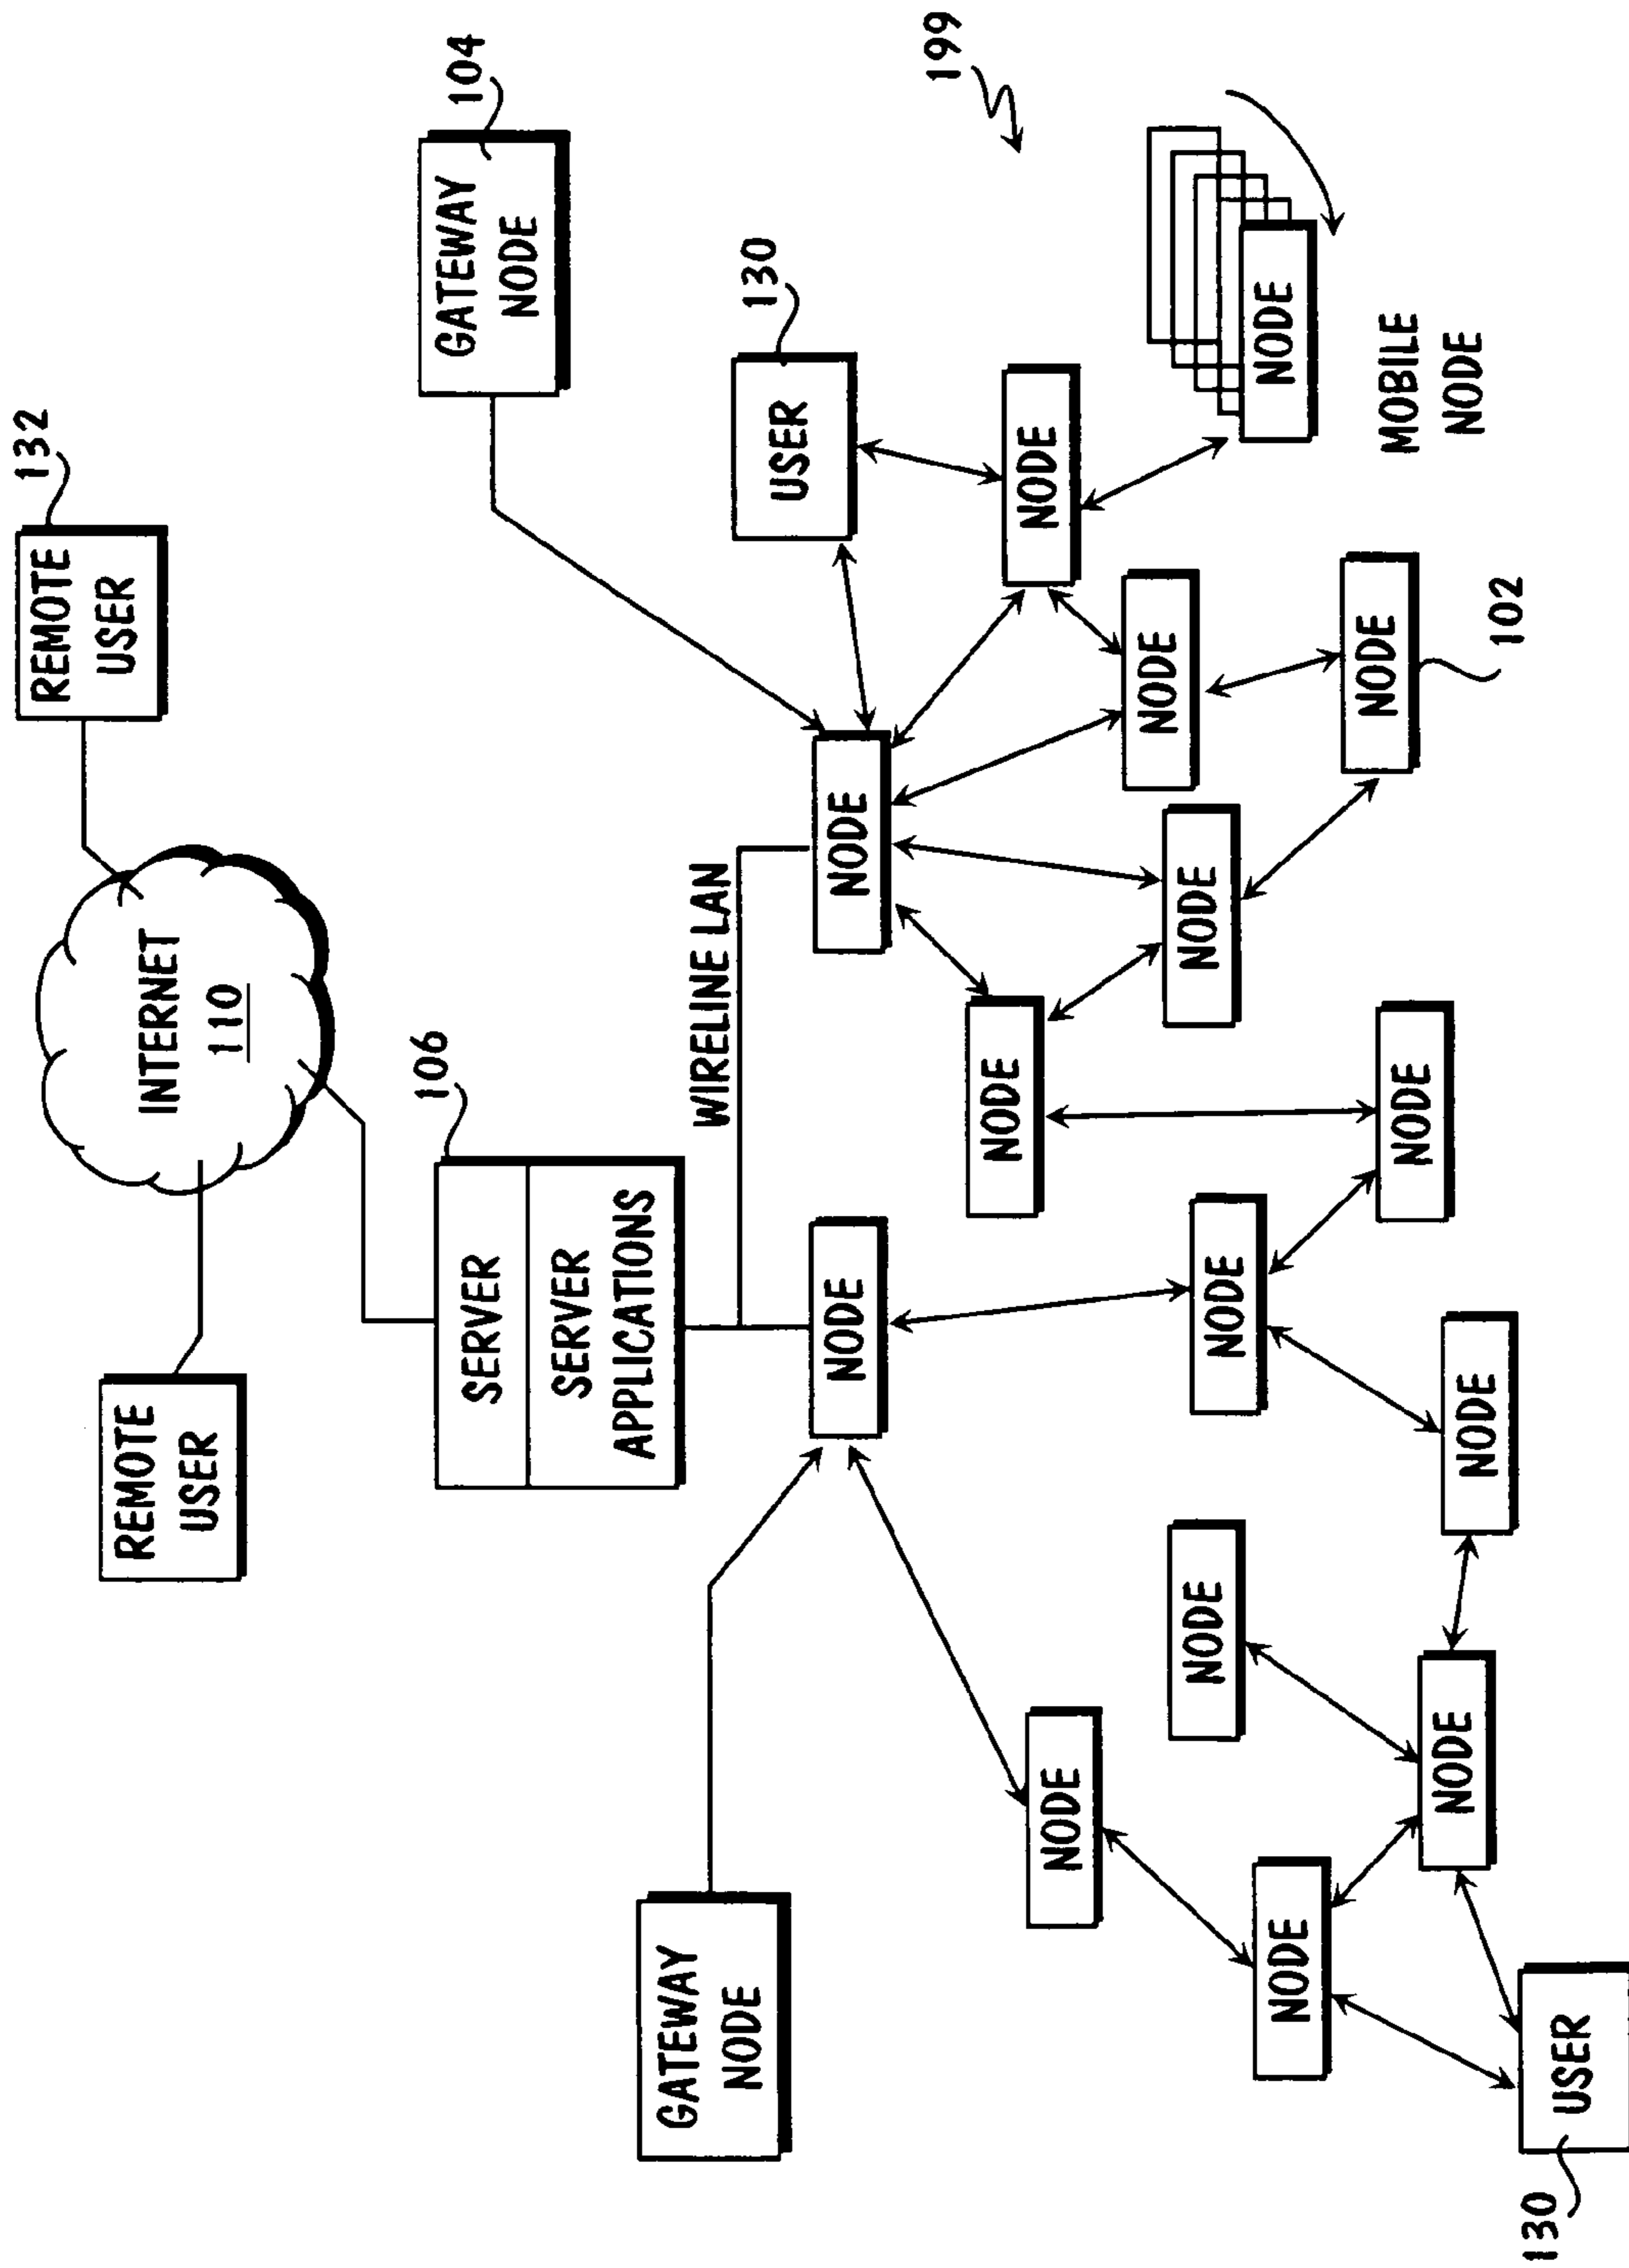 132
REMOTE
USER
REMOTE
USER
INTERNET
110
106
104
SERVER
SERVER
APPLICATIONS
GATEWAY
NODE
GATEWAY
NODE
WIRELINE LAN
130
USER
NODE
NODE
199
NODE
NODE
NODE
NODE
NODE
NODE
NODE
NODE
NODE
NODE
MOBILE
NODE
NODE
NODE
NODE
102
130
USER